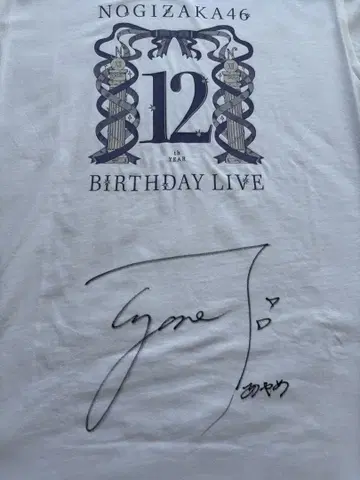 NOGIZAKA46
12
th
YEAR
BIRTHDAY LIVE
あやめ